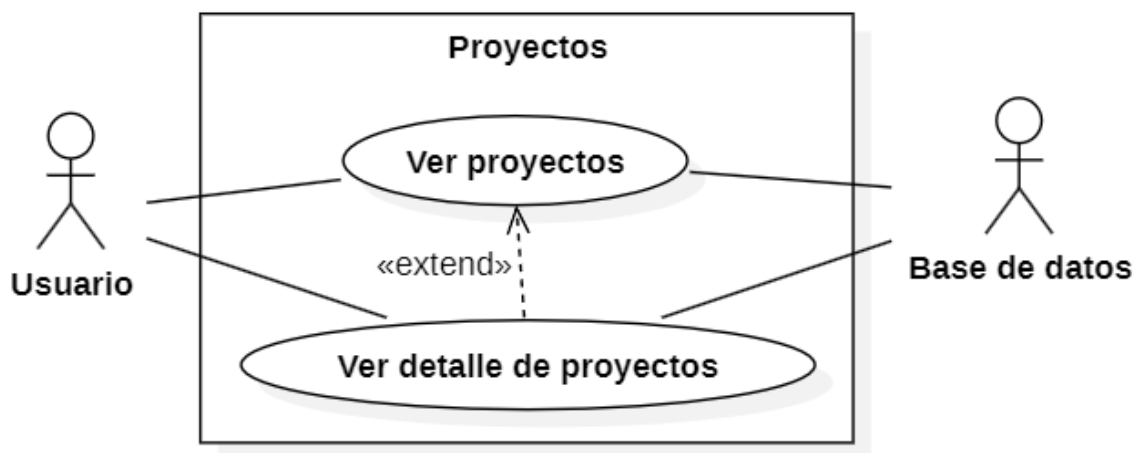 Proyectos
Ver proyectos
«extend»
Usuario
Base de datos
Ver detalle de proyectos